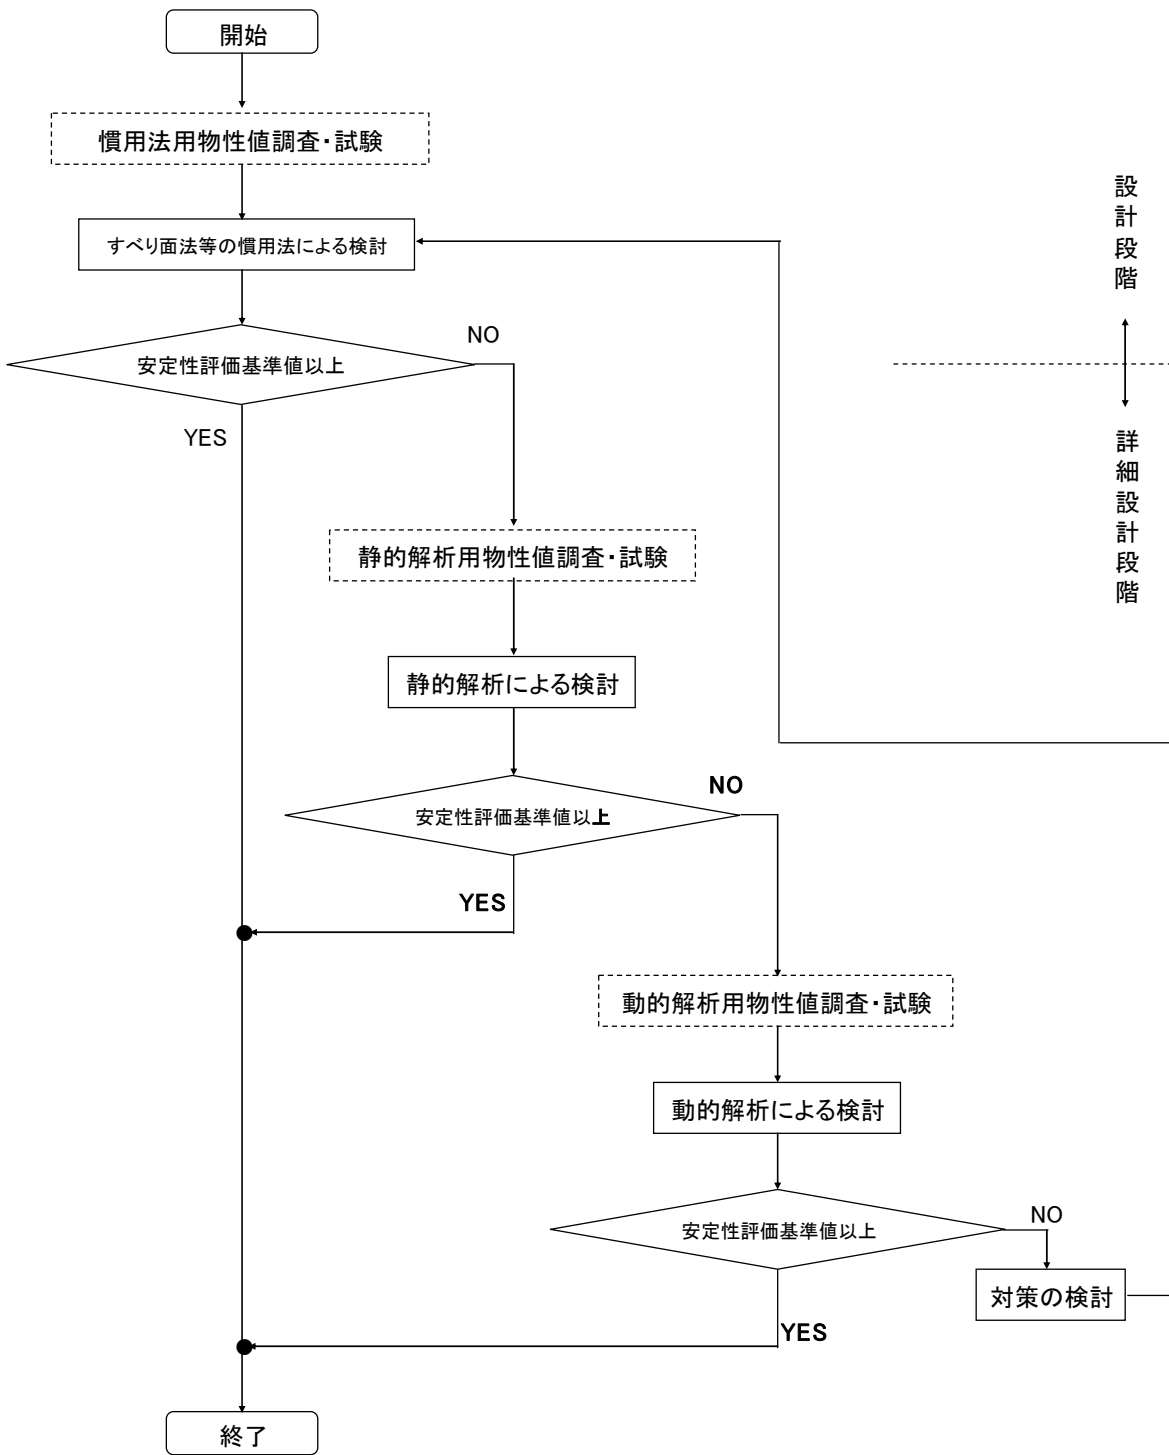 開始
慣用法用物性値調査・試験
すべり面法等の慣用法による検討
設計段階
安定性評価基準値以上
NO
YES
詳細設計段階
静的解析用物性値調査・試験
静的解析による検討
安定性評価基準値以上
NO
YES
動的解析用物性値調査・試験
動的解析による検討
安定性評価基準値以上
NO
対策の検討
YES
終了